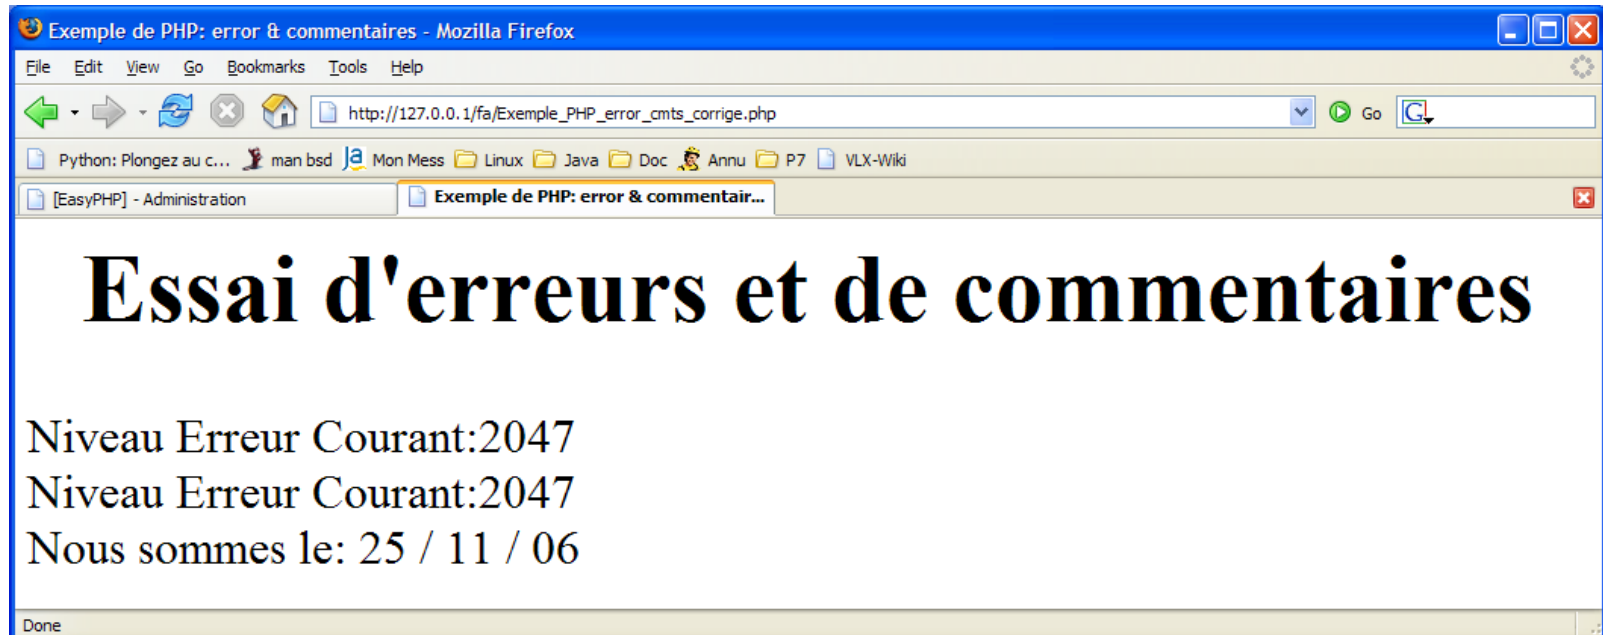 Exemple de PHP: error & commentaires - Mozilla Firefox
File Edit View Go Bookmarks Tools Help
http://127.0.0.1/fa/Exemple_PHP_error_cmts_corrige.php Go G
Python: Plongez au c... man bsd Ja Mon Mess Linux Java Doc Annu P7 VLX-Wiki
[EasyPHP] - Administration Exemple de PHP: error & commentair...
Essai d'erreurs et de commentaires
Niveau Erreur Courant:2047
Niveau Erreur Courant:2047
Nous sommes le: 25 / 11 / 06
Done